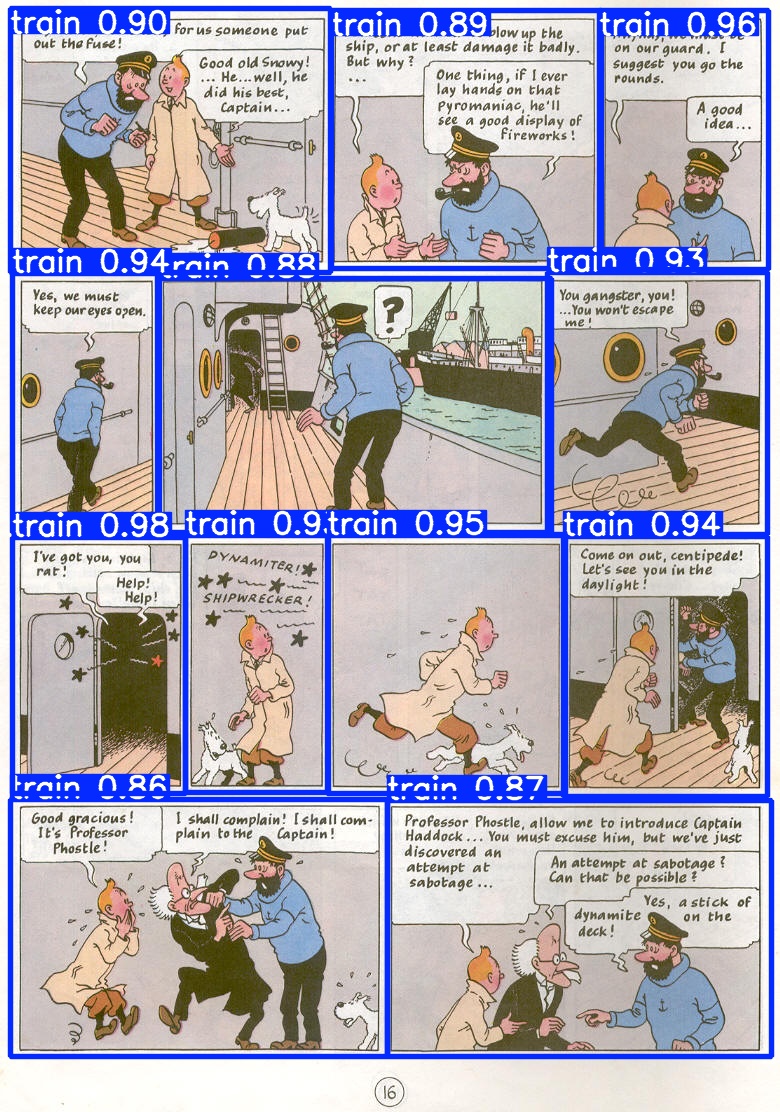 train 0.90
for us someone put
out the fuse!
Good old Snowy!
... He... well, he
did his best,
Captain...
train 0.89
blow up the
ship, or at least damage it badly.
But why?
...
One thing, if I ever
lay hands on that
Pyromaniac, he'll
see a good display of
fireworks!
train 0.96
on our guard. I
suggest you go the
rounds.
A good
idea...
train 0.94
Yes, we must
keep our eyes open.
train 0.88
?
train 0.93
You gangster, you!
...You won't escape
me!
train 0.98
I've got you, you
rat!
Help!
Help!
train 0.9
DYNAMITER!
SHIPWRECKER!
train 0.95
train 0.94
Come on out, centipede!
Let's see you in the
daylight!
train 0.86
Good gracious!
It's Professor
Phostle!
I shall complain! I shall com-
plain to the Captain!
train 0.87
Professor Phostle, allow me to introduce Captain
Haddock... You must excuse him, but we've just
discovered an
attempt at
sabotage...
An attempt at sabotage?
Can that be possible?
Yes, a stick of
dynamite on the
deck!
16